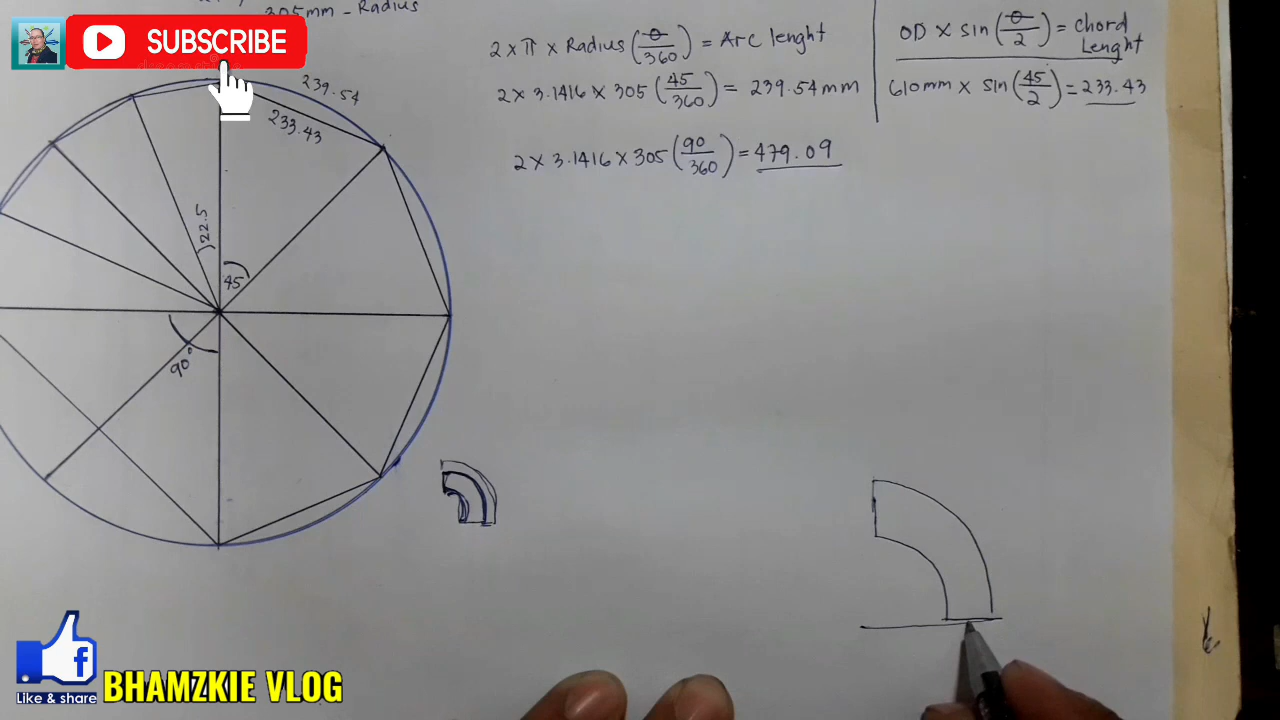 305mm - Radius
SUBSCRIBE
239.54
233.43
22.5
45
90°
2 x π x Radius (θ/360) = Arc lenght
2 x 3.1416 x 305 (45/360) = 239.54mm
2 x 3.1416 x 305 (90/360) = 479.09
OD x sin (θ/2) = chord
Lenght
610mm x sin (45/2) = 233.43
f
Like & share
BHAMZKIE VLOG